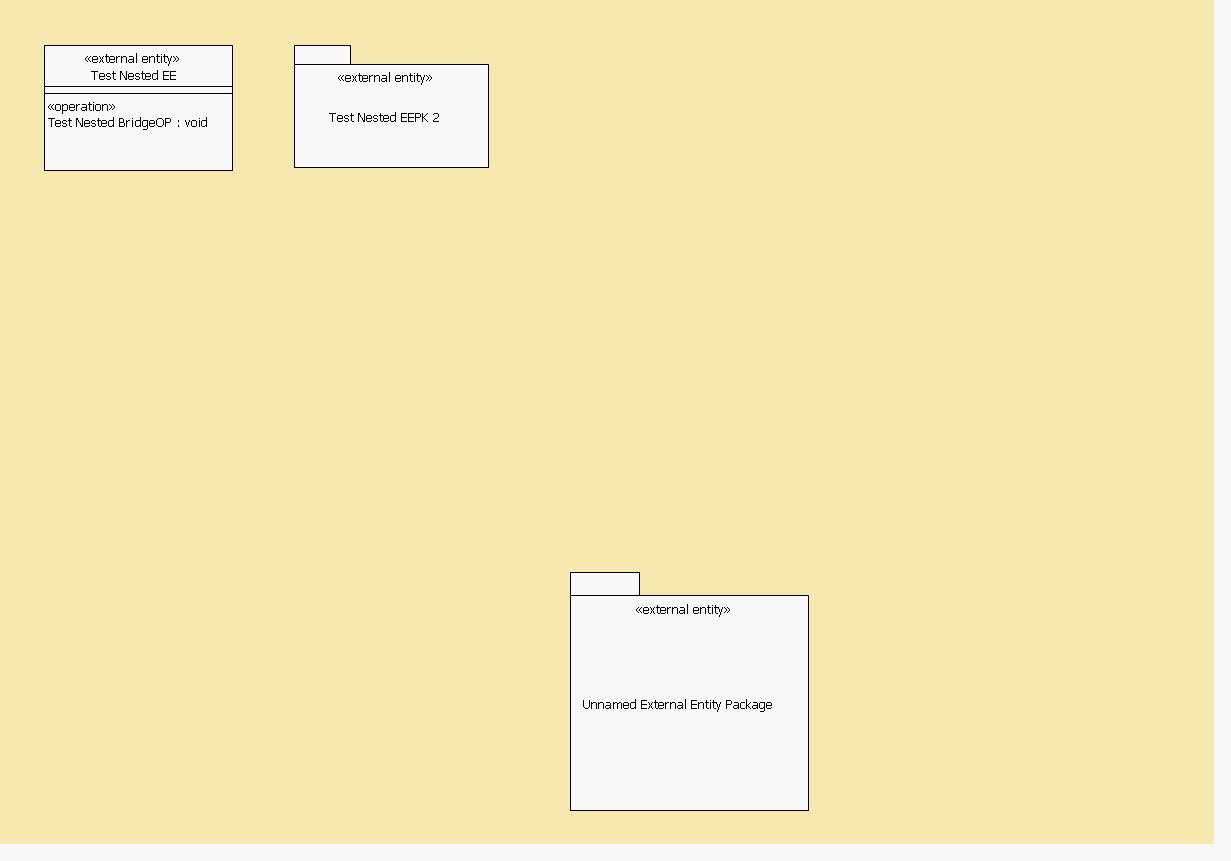 «external entity»
Test Nested EE
«operation»
Test Nested BridgeOP : void
«external entity»
Test Nested EEPK 2
«external entity»
Unnamed External Entity Package